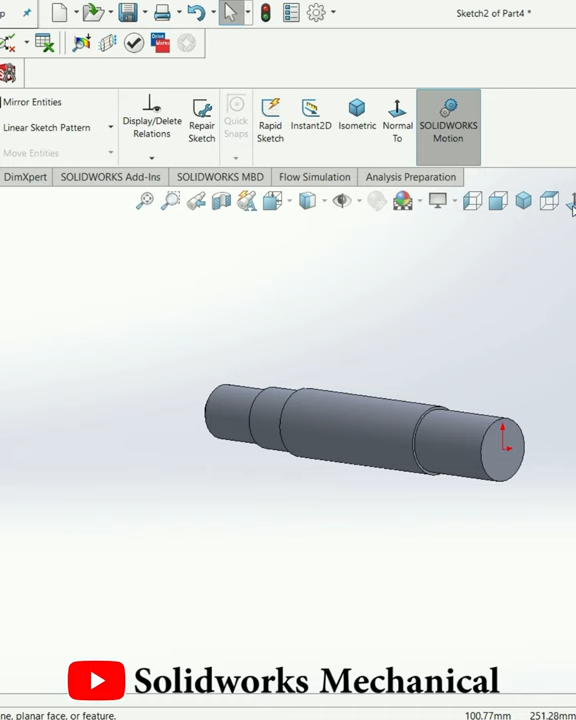 p
Sketch2 of Part4 *
Mirror Entities
Linear Sketch Pattern
Move Entities
Display/Delete
Relations
Repair
Sketch
Quick
Snaps
Rapid
Sketch
Instant2D
Isometric
Normal
To
SOLIDWORKS
Motion
DimXpert
SOLIDWORKS Add-Ins
SOLIDWORKS MBD
Flow Simulation
Analysis Preparation
Solidworks Mechanical
ne, planar face, or feature.
100.77mm
251.28mm